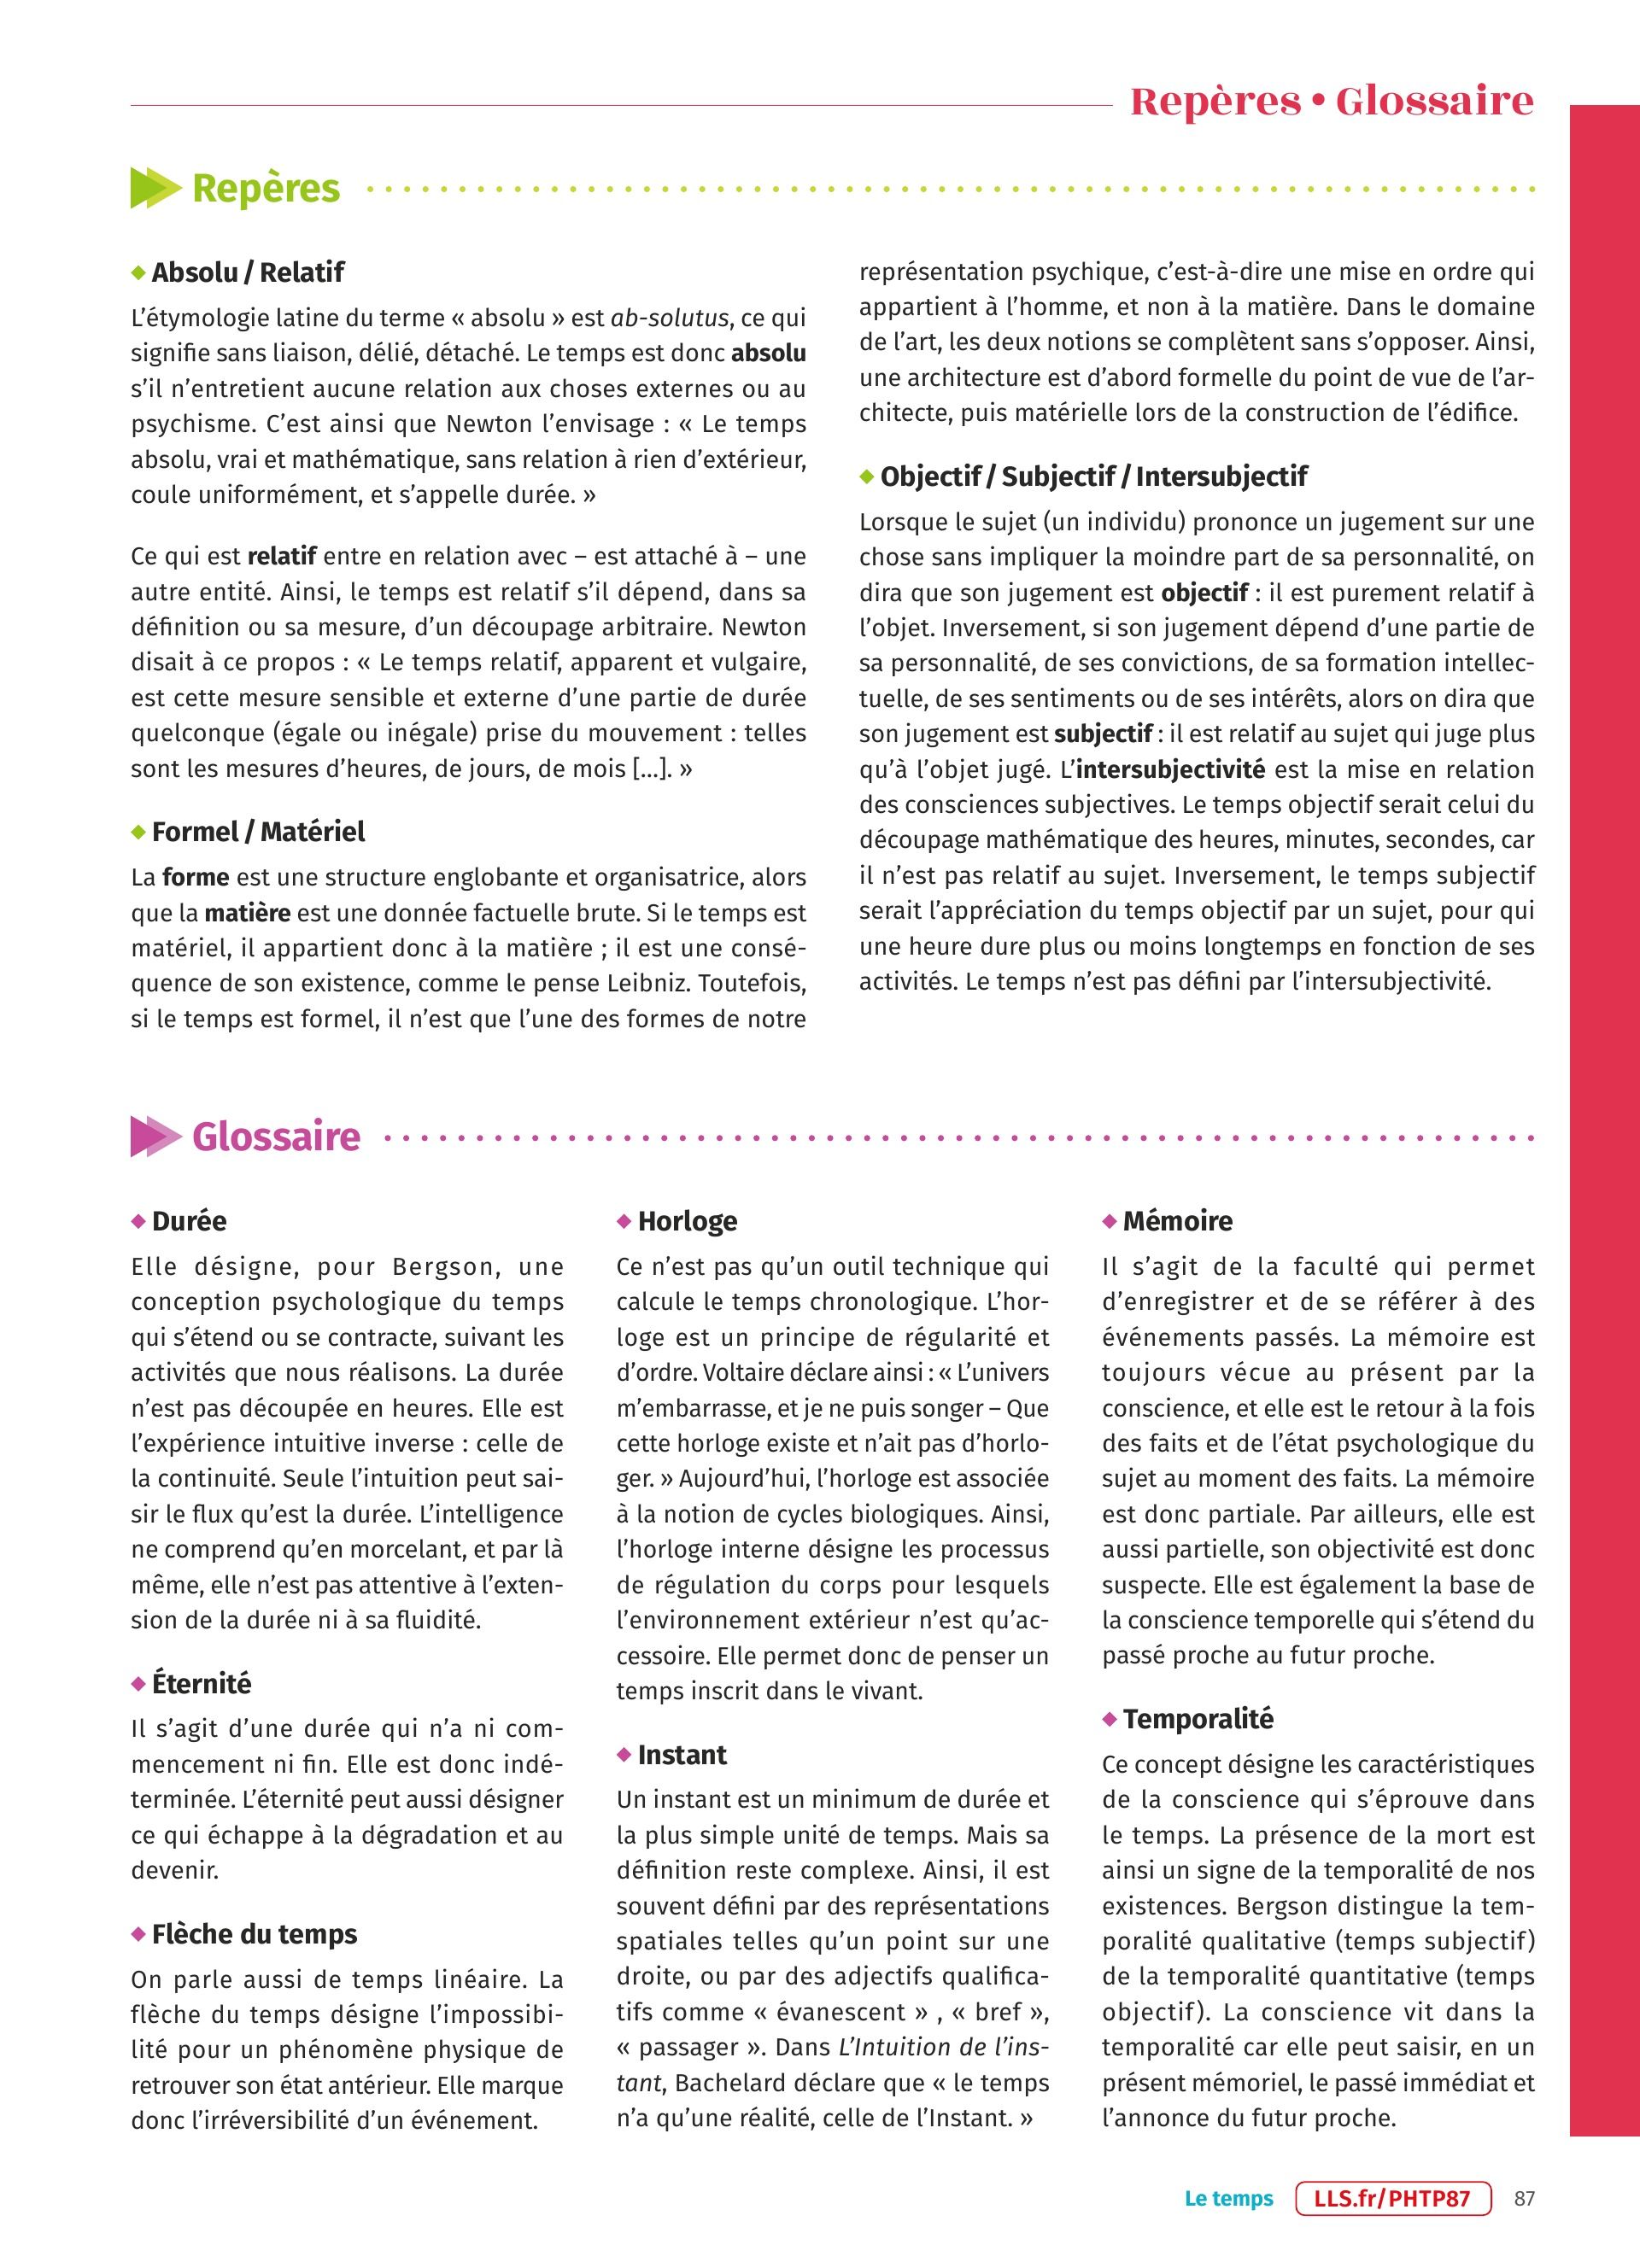 Repères • Glossaire
Repères
Absolu / Relatif
L’étymologie latine du terme « absolu » est ab-solutus, ce qui
signifie sans liaison, délié, détaché. Le temps est donc absolu
s’il n’entretient aucune relation aux choses externes ou au
psychisme. C’est ainsi que Newton l’envisage : « Le temps
absolu, vrai et mathématique, sans relation à rien d’extérieur,
coule uniformément, et s’appelle durée. »
Ce qui est relatif entre en relation avec – est attaché à – une
autre entité. Ainsi, le temps est relatif s’il dépend, dans sa
définition ou sa mesure, d’un découpage arbitraire. Newton
disait à ce propos : « Le temps relatif, apparent et vulgaire,
est cette mesure sensible et externe d’une partie de durée
quelconque (égale ou inégale) prise du mouvement : telles
sont les mesures d’heures, de jours, de mois [...]. »
Formel / Matériel
La forme est une structure englobante et organisatrice, alors
que la matière est une donnée factuelle brute. Si le temps est
matériel, il appartient donc à la matière ; il est une consé-
quence de son existence, comme le pense Leibniz. Toutefois,
si le temps est formel, il n’est que l’une des formes de notre
représentation psychique, c’est-à-dire une mise en ordre qui
appartient à l’homme, et non à la matière. Dans le domaine
de l’art, les deux notions se complètent sans s’opposer. Ainsi,
une architecture est d’abord formelle du point de vue de l’ar-
chitecte, puis matérielle lors de la construction de l’édifice.
Objectif / Subjectif / Intersubjectif
Lorsque le sujet (un individu) prononce un jugement sur une
chose sans impliquer la moindre part de sa personnalité, on
dira que son jugement est objectif : il est purement relatif à
l’objet. Inversement, si son jugement dépend d’une partie de
sa personnalité, de ses convictions, de sa formation intellec-
tuelle, de ses sentiments ou de ses intérêts, alors on dira que
son jugement est subjectif : il est relatif au sujet qui juge plus
qu’à l’objet jugé. L’intersubjectivité est la mise en relation
des consciences subjectives. Le temps objectif serait celui du
découpage mathématique des heures, minutes, secondes, car
il n’est pas relatif au sujet. Inversement, le temps subjectif
serait l’appréciation du temps objectif par un sujet, pour qui
une heure dure plus ou moins longtemps en fonction de ses
activités. Le temps n’est pas défini par l’intersubjectivité.
Glossaire
Durée
Elle désigne, pour Bergson, une
conception psychologique du temps
qui s’étend ou se contracte, suivant les
activités que nous réalisons. La durée
n’est pas découpée en heures. Elle est
l’expérience intuitive inverse : celle de
la continuité. Seule l’intuition peut sai-
sir le flux qu’est la durée. L’intelligence
ne comprend qu’en morcelant, et par là
même, elle n’est pas attentive à l’exten-
sion de la durée ni à sa fluidité.
Éternité
Il s’agit d’une durée qui n’a ni com-
mencement ni fin. Elle est donc indé-
terminée. L’éternité peut aussi désigner
ce qui échappe à la dégradation et au
devenir.
Flèche du temps
On parle aussi de temps linéaire. La
flèche du temps désigne l’impossibi-
lité pour un phénomène physique de
retrouver son état antérieur. Elle marque
donc l’irréversibilité d’un événement.
Horloge
Ce n’est pas qu’un outil technique qui
calcule le temps chronologique. L’hor-
loge est un principe de régularité et
d’ordre. Voltaire déclare ainsi : « L’univers
m’embarrasse, et je ne puis songer – Que
cette horloge existe et n’ait pas d’horlo-
ger. » Aujourd’hui, l’horloge est associée
à la notion de cycles biologiques. Ainsi,
l’horloge interne désigne les processus
de régulation du corps pour lesquels
l’environnement extérieur n’est qu’ac-
cessoire. Elle permet donc de penser un
temps inscrit dans le vivant.
Instant
Un instant est un minimum de durée et
la plus simple unité de temps. Mais sa
définition reste complexe. Ainsi, il est
souvent défini par des représentations
spatiales telles qu’un point sur une
droite, ou par des adjectifs qualifica-
tifs comme « évanescent » , « bref »,
« passager ». Dans L’Intuition de l’ins-
tant, Bachelard déclare que « le temps
n’a qu’une réalité, celle de l’Instant. »
Mémoire
Il s’agit de la faculté qui permet
d’enregistrer et de se référer à des
événements passés. La mémoire est
toujours vécue au présent par la
conscience, et elle est le retour à la fois
des faits et de l’état psychologique du
sujet au moment des faits. La mémoire
est donc partiale. Par ailleurs, elle est
aussi partielle, son objectivité est donc
suspecte. Elle est également la base de
la conscience temporelle qui s’étend du
passé proche au futur proche.
Temporalité
Ce concept désigne les caractéristiques
de la conscience qui s’éprouve dans
le temps. La présence de la mort est
ainsi un signe de la temporalité de nos
existences. Bergson distingue la tem-
poralité qualitative (temps subjectif)
de la temporalité quantitative (temps
objectif). La conscience vit dans la
temporalité car elle peut saisir, en un
présent mémoriel, le passé immédiat et
l’annonce du futur proche.
Le temps LLS.fr/PHTP87 87